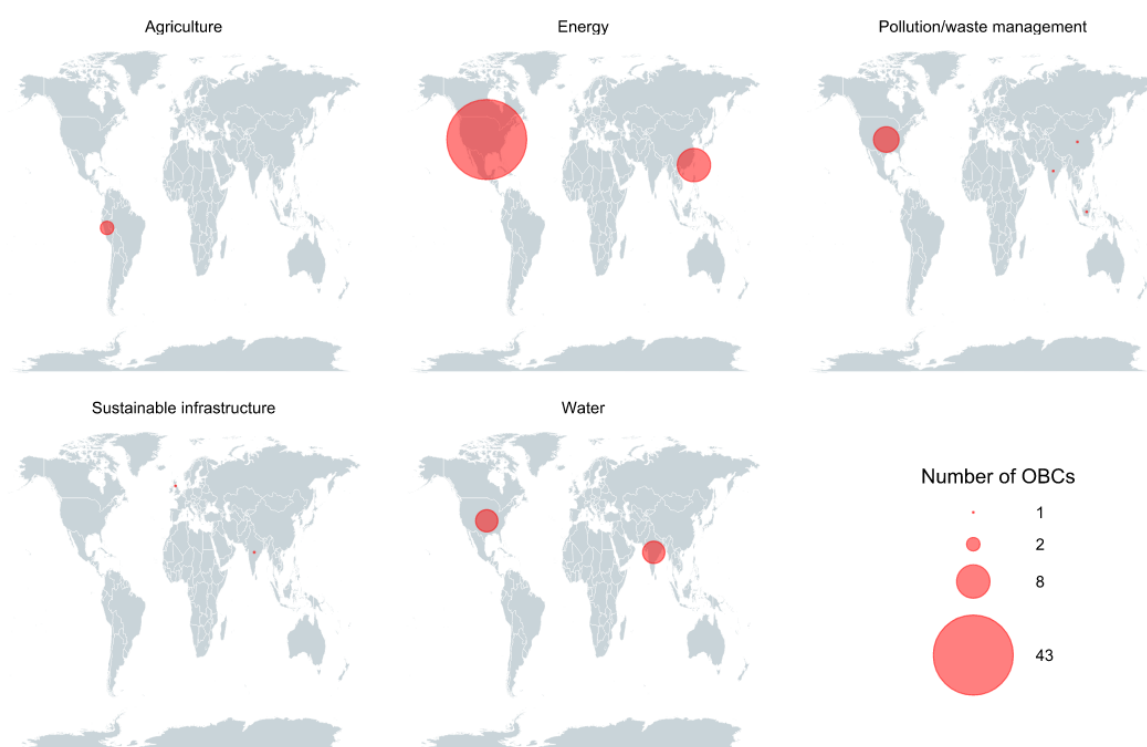 Agriculture
Energy
Pollution/waste management
Sustainable infrastructure
Water
Number of OBCs
1
2
8
43